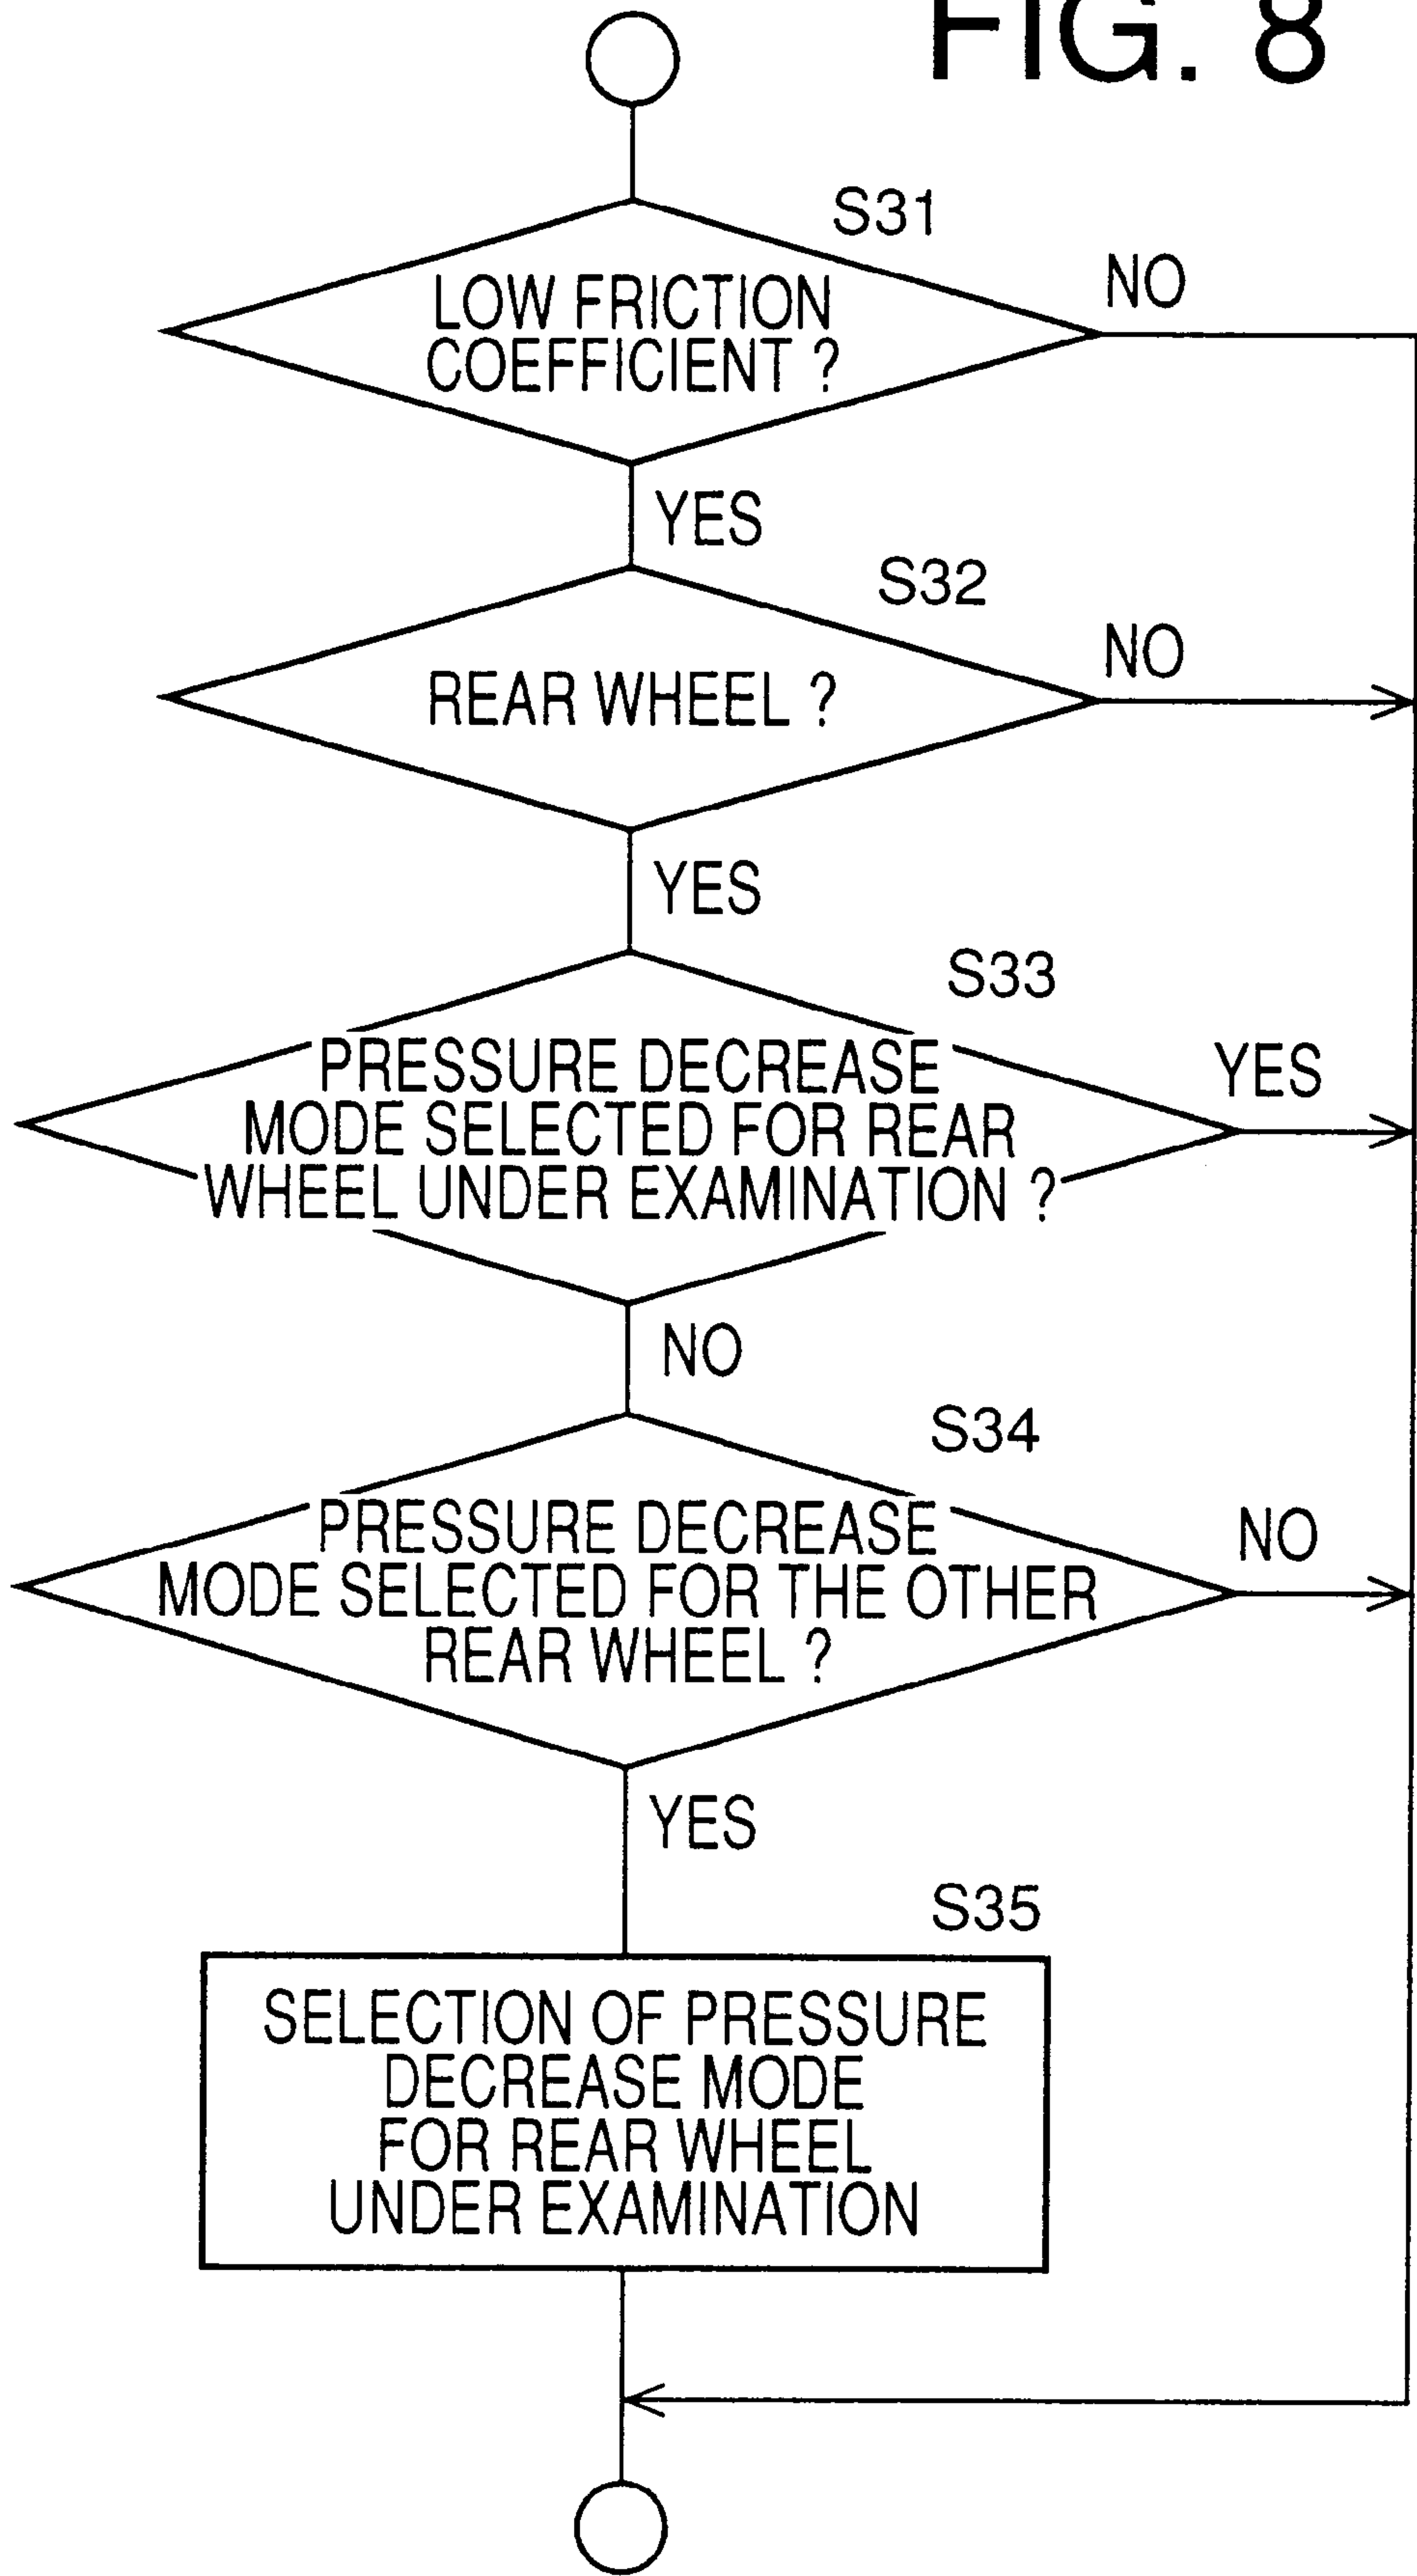 FIG. 8
S31
LOW FRICTION
COEFFICIENT ?
NO
YES
S32
REAR WHEEL ?
NO
YES
S33
PRESSURE DECREASE
MODE SELECTED FOR REAR
WHEEL UNDER EXAMINATION ?
YES
NO
S34
PRESSURE DECREASE
MODE SELECTED FOR THE OTHER
REAR WHEEL ?
NO
YES
S35
SELECTION OF PRESSURE
DECREASE MODE
FOR REAR WHEEL
UNDER EXAMINATION